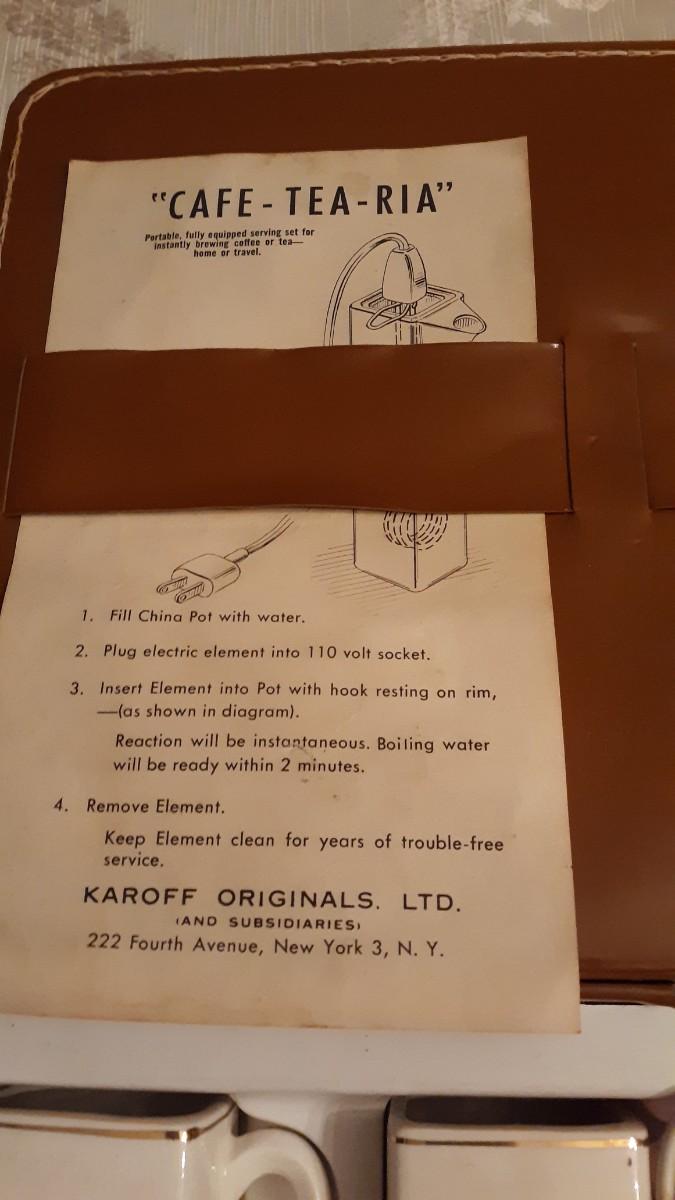 “CAFE-TEA-RIA”
Portable, fully equipped serving set for
instantly brewing coffee or tea—
home or travel.
1. Fill China Pot with water.
2. Plug electric element into 110 volt socket.
3. Insert Element into Pot with hook resting on rim,
—(as shown in diagram).
Reaction will be instantaneous. Boiling water
will be ready within 2 minutes.
4. Remove Element.
Keep Element clean for years of trouble-free
service.
KAROFF ORIGINALS. LTD.
(AND SUBSIDIARIES)
222 Fourth Avenue, New York 3, N. Y.